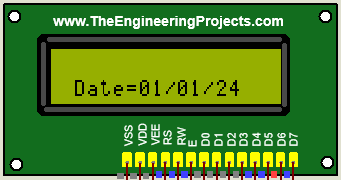 www.TheEngineeringProjects.com
Date=01/01/24
VSS VDD VEE RS RW E D0 D1 D2 D3 D4 D5 D6 D7